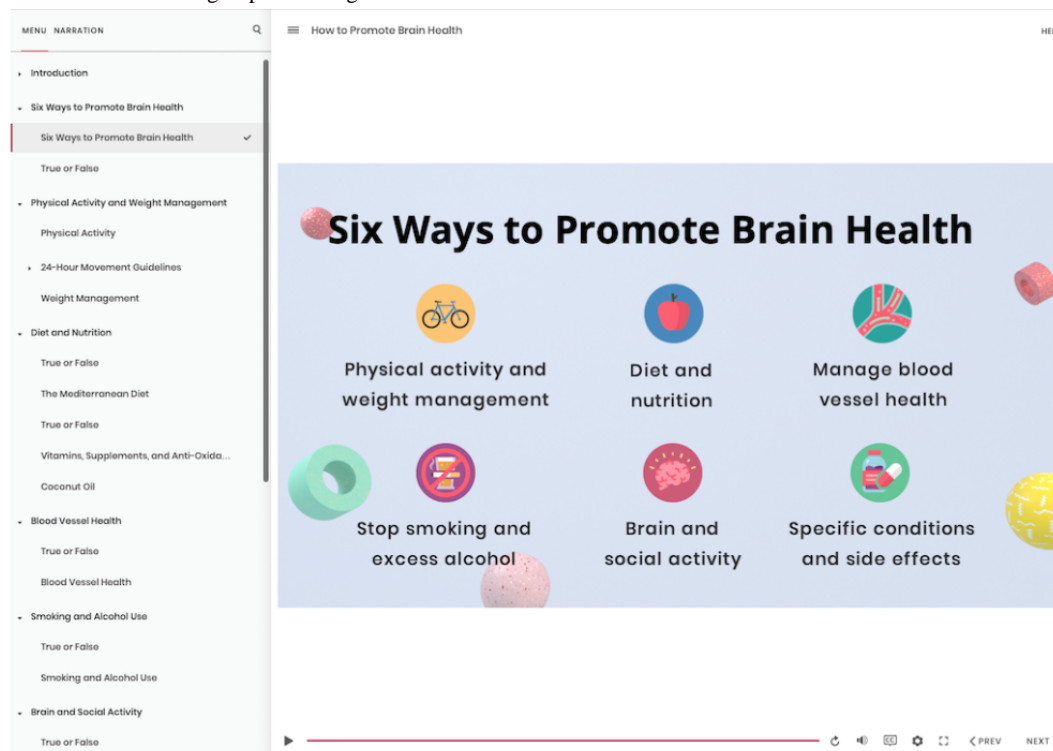 MENU NARRATION
Introduction
Six Ways to Promote Brain Health
Six Ways to Promote Brain Health
True or False
Physical Activity and Weight Management
Physical Activity
24-Hour Movement Guidelines
Weight Management
Diet and Nutrition
True or False
The Mediterranean Diet
True or False
Vitamins, Supplements, and Anti-Oxida...
Coconut Oil
Blood Vessel Health
True or False
Blood Vessel Health
Smoking and Alcohol Use
True or False
Smoking and Alcohol Use
Brain and Social Activity
True or False
How to Promote Brain Health
Six Ways to Promote Brain Health
Physical activity and
weight management
Diet and
nutrition
Manage blood
vessel health
Stop smoking and
excess alcohol
Brain and
social activity
Specific conditions
and side effects
CC
PREV
NEXT